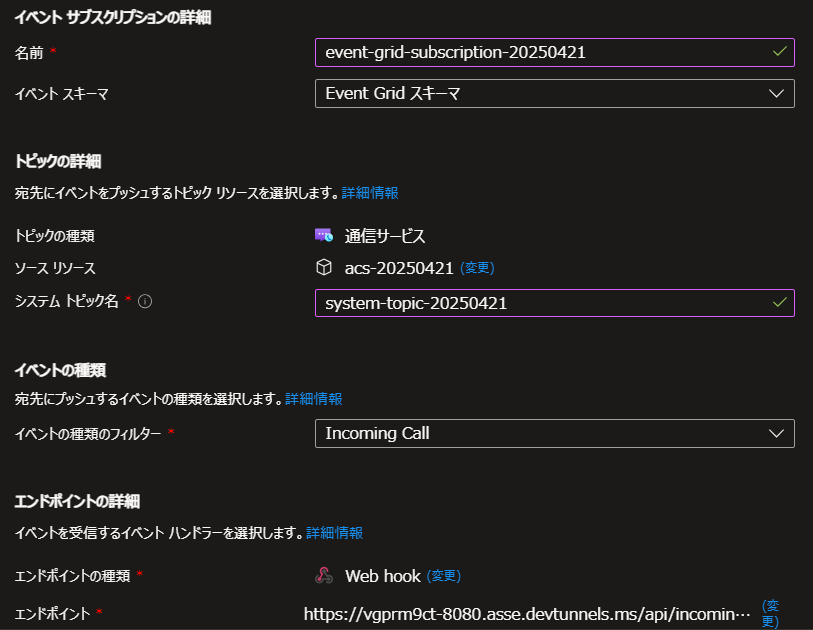 イベント サブスクリプションの詳細
名前 * event-grid-subscription-20250421
イベント スキーマ Event Grid スキーマ
トピックの詳細
宛先にイベントをプッシュするトピック リソースを選択します。詳細情報
トピックの種類 通信サービス
ソース リソース acs-20250421 (変更)
システム トピック名 * system-topic-20250421
イベントの種類
宛先にプッシュするイベントの種類を選択します。詳細情報
イベントの種類のフィルター * Incoming Call
エンドポイントの詳細
イベントを受信するイベント ハンドラーを選択します。詳細情報
エンドポイントの種類 * Web hook (変更)
エンドポイント * https://vgprm9ct-8080.asse.devtunnels.ms/api/incomin… (変
更)